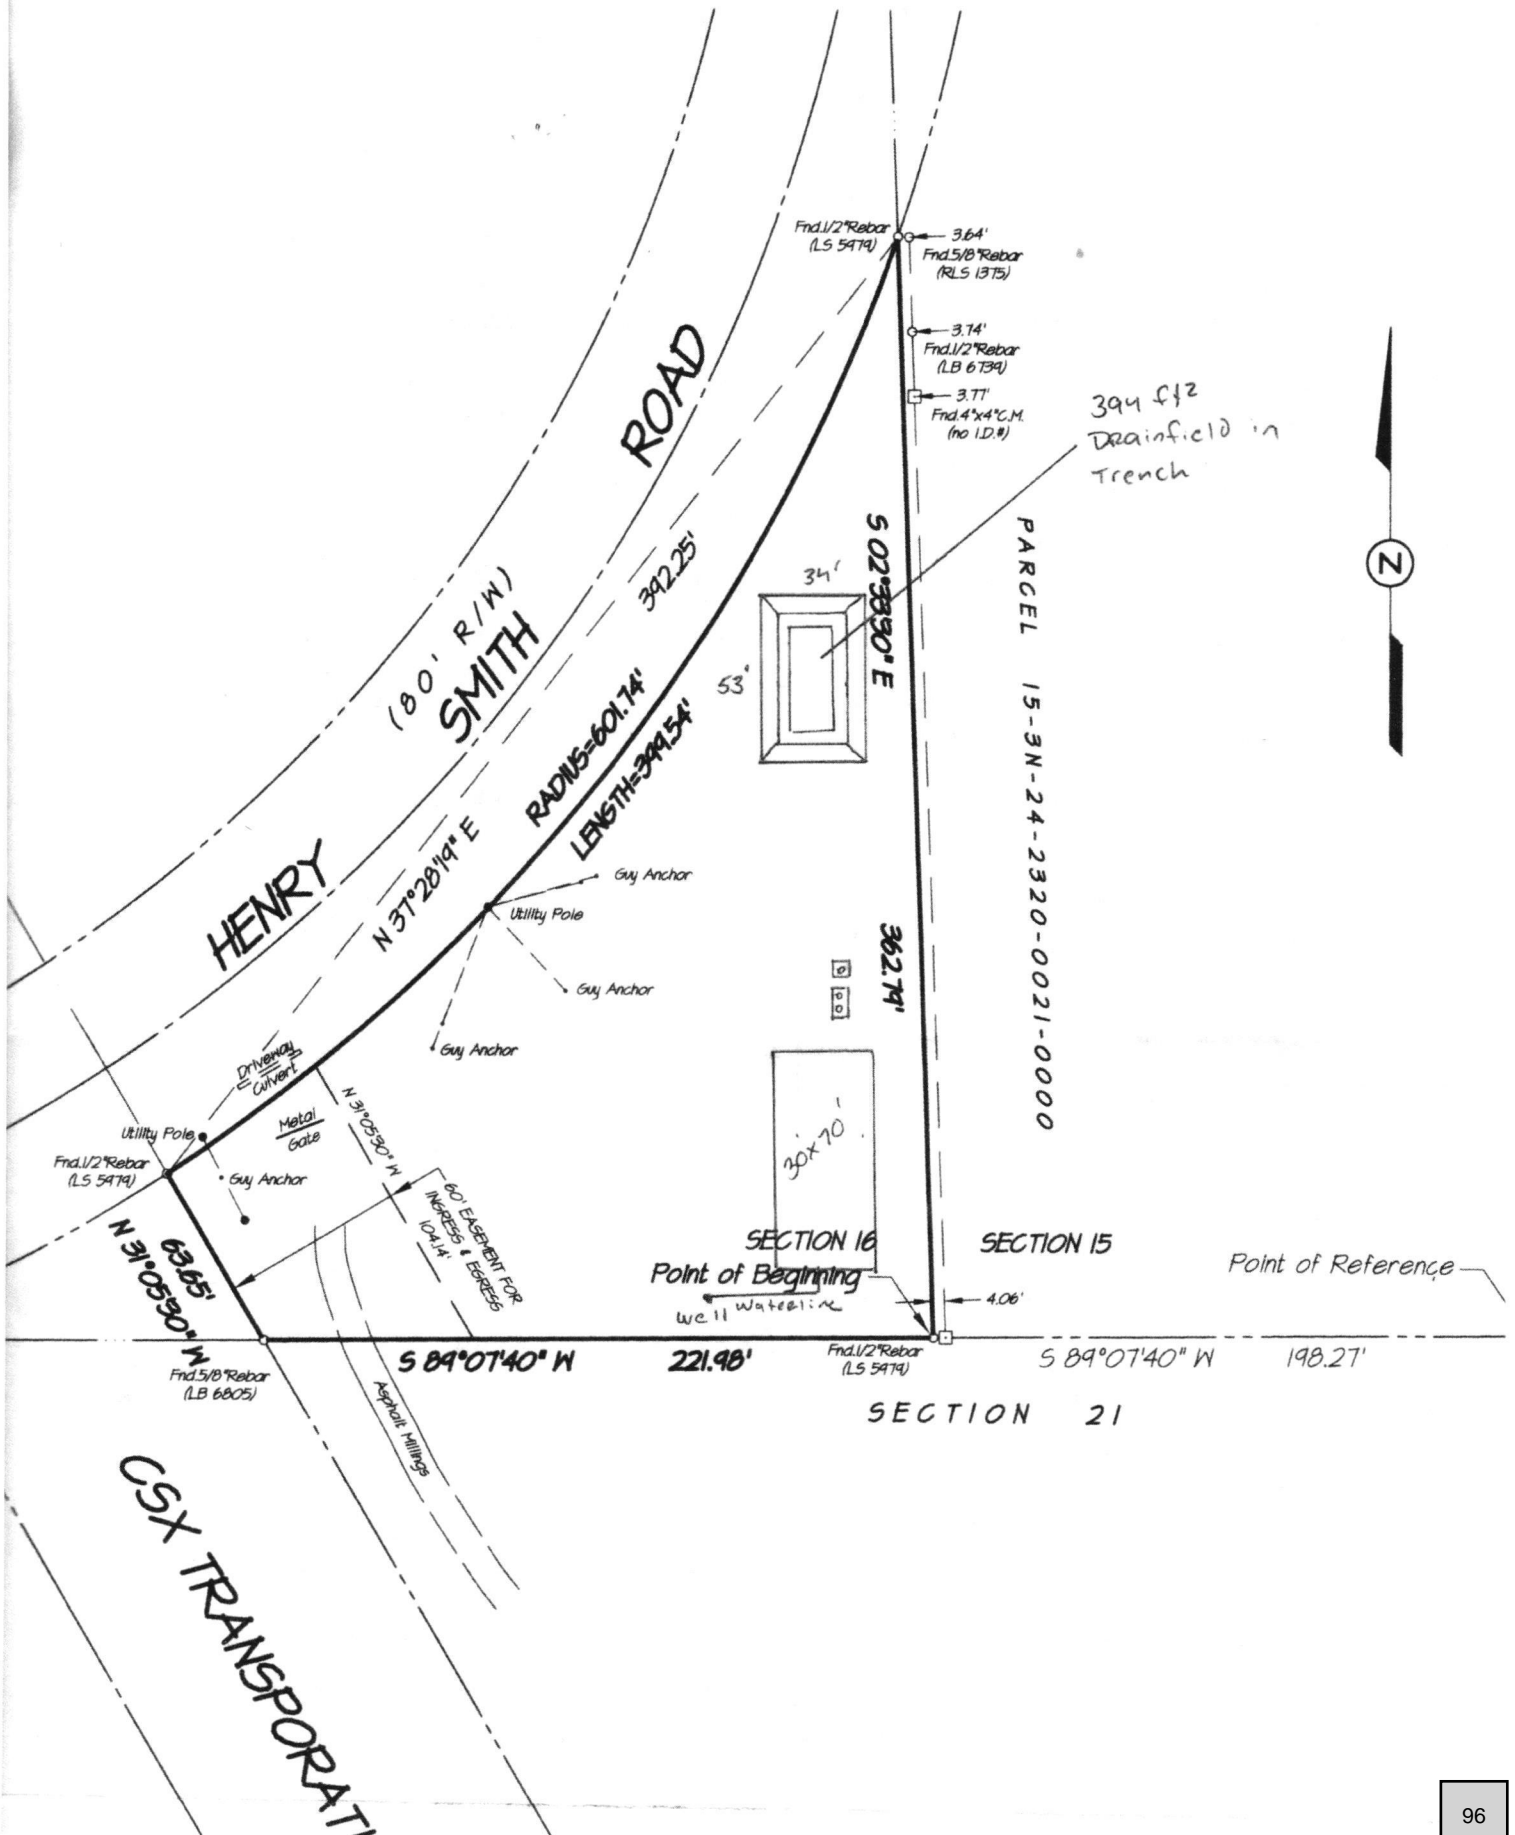 Fnd.1/2"Rebar
(LS 5979)
3.64'
Fnd.5/8"Rebar
(RLS 1375)
3.74'
Fnd.1/2"Rebar
(LB 6739)
3.77'
Fnd.4"x4"C.M.
(no I.D.#)
394 ft2
Drainfield in
Trench
N
HENRY SMITH ROAD
(80' R/W)
392.25'
N 37°28'19" E
RADIUS=601.74'
LENGTH=399.54'
34'
53'
S 02°38'30" E
362.79'
PARCEL 15-3N-24-2320-0021-0000
Guy Anchor
Utility Pole
Guy Anchor
Guy Anchor
Driveway
Culvert
Metal
Gate
Utility Pole
Fnd.1/2"Rebar
(LS 5979)
Guy Anchor
N 31°05'30" W
60' EASEMENT FOR
INGRESS & EGRESS
104.14'
63.65'
N 31°05'30" W
30x70'
SECTION 16
SECTION 15
Point of Beginning
Point of Reference
Well Waterline
4.06'
Fnd.5/8"Rebar
(LB 6805)
S 89°07'40" W
221.98'
Fnd.1/2"Rebar
(LS 5979)
S 89°07'40" W
198.27'
SECTION 21
Asphalt Millings
CSX TRANSPORATI
96